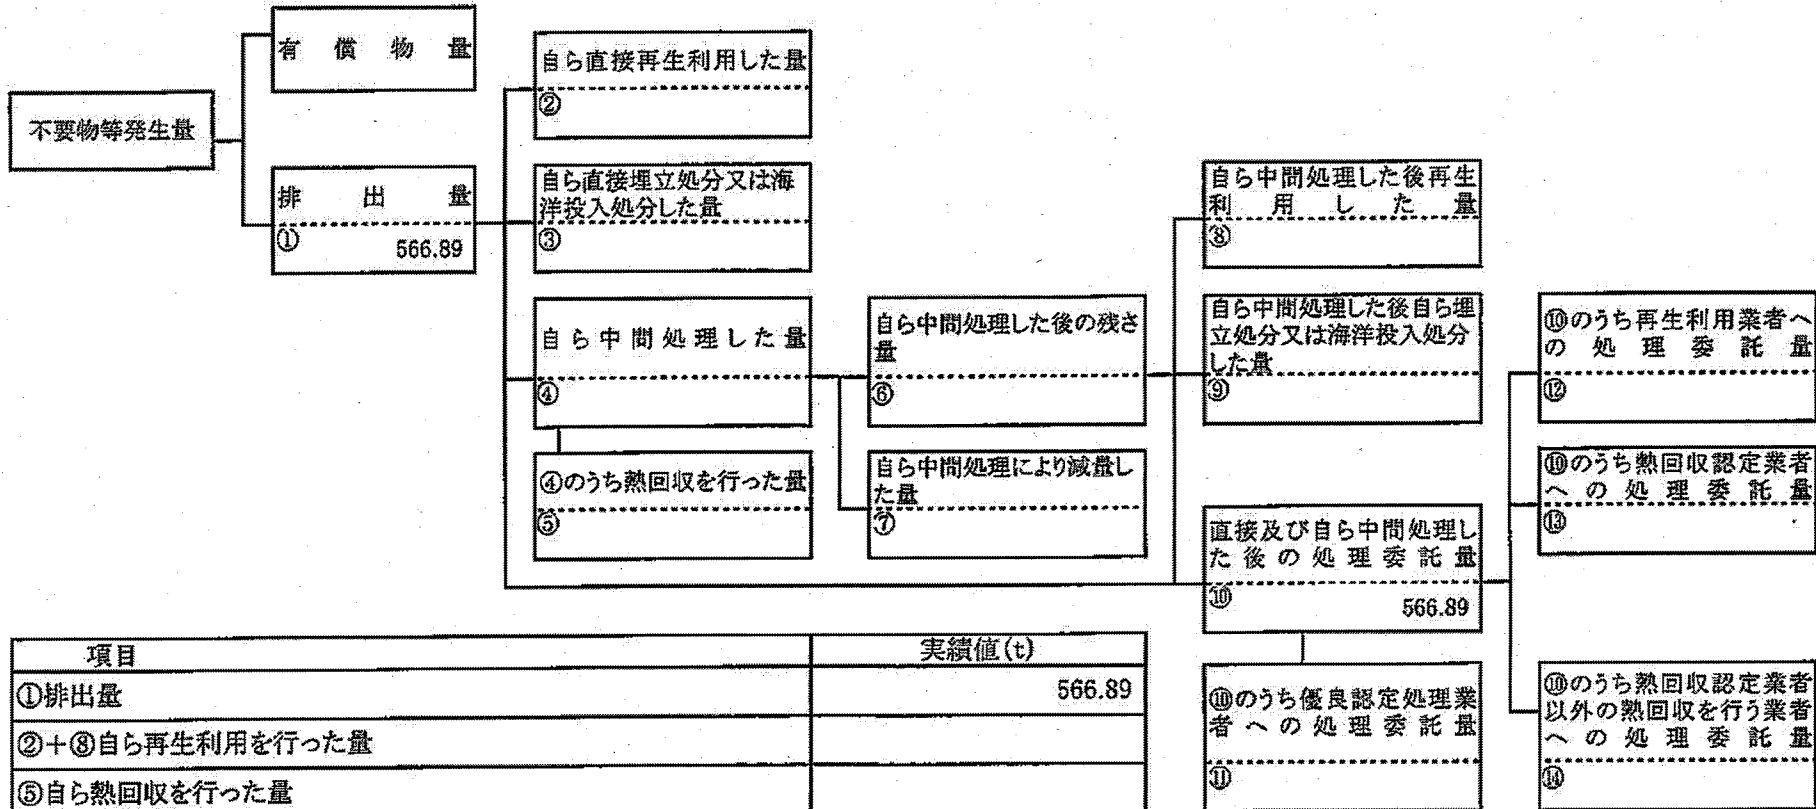 不要物等発生量
有償物量
排出量
①
566.89
自ら直接再生利用した量
②
自ら直接埋立処分又は海
洋投入処分した量
③
自ら中間処理した量
④
④のうち熱回収を行った量
⑤
自ら中間処理した後の残さ
量
⑥
自ら中間処理により減量し
た量
⑦
自ら中間処理した後再生
利用した量
⑧
自ら中間処理した後自ら埋
立処分又は海洋投入処分
した量
⑨
直接及び自ら中間処理し
た後の処理委託量
⑩
566.89
⑩のうち優良認定処理業
者への処理委託量
⑪
⑩のうち再生利用業者へ
の処理委託量
⑫
⑩のうち熱回収認定業者
への処理委託量
⑬
⑩のうち熱回収認定業者
以外の熱回収を行う業者
への処理委託量
⑭
項目 実績値(t)
①排出量 566.89
②+⑧自ら再生利用を行った量
⑤自ら熱回収を行った量